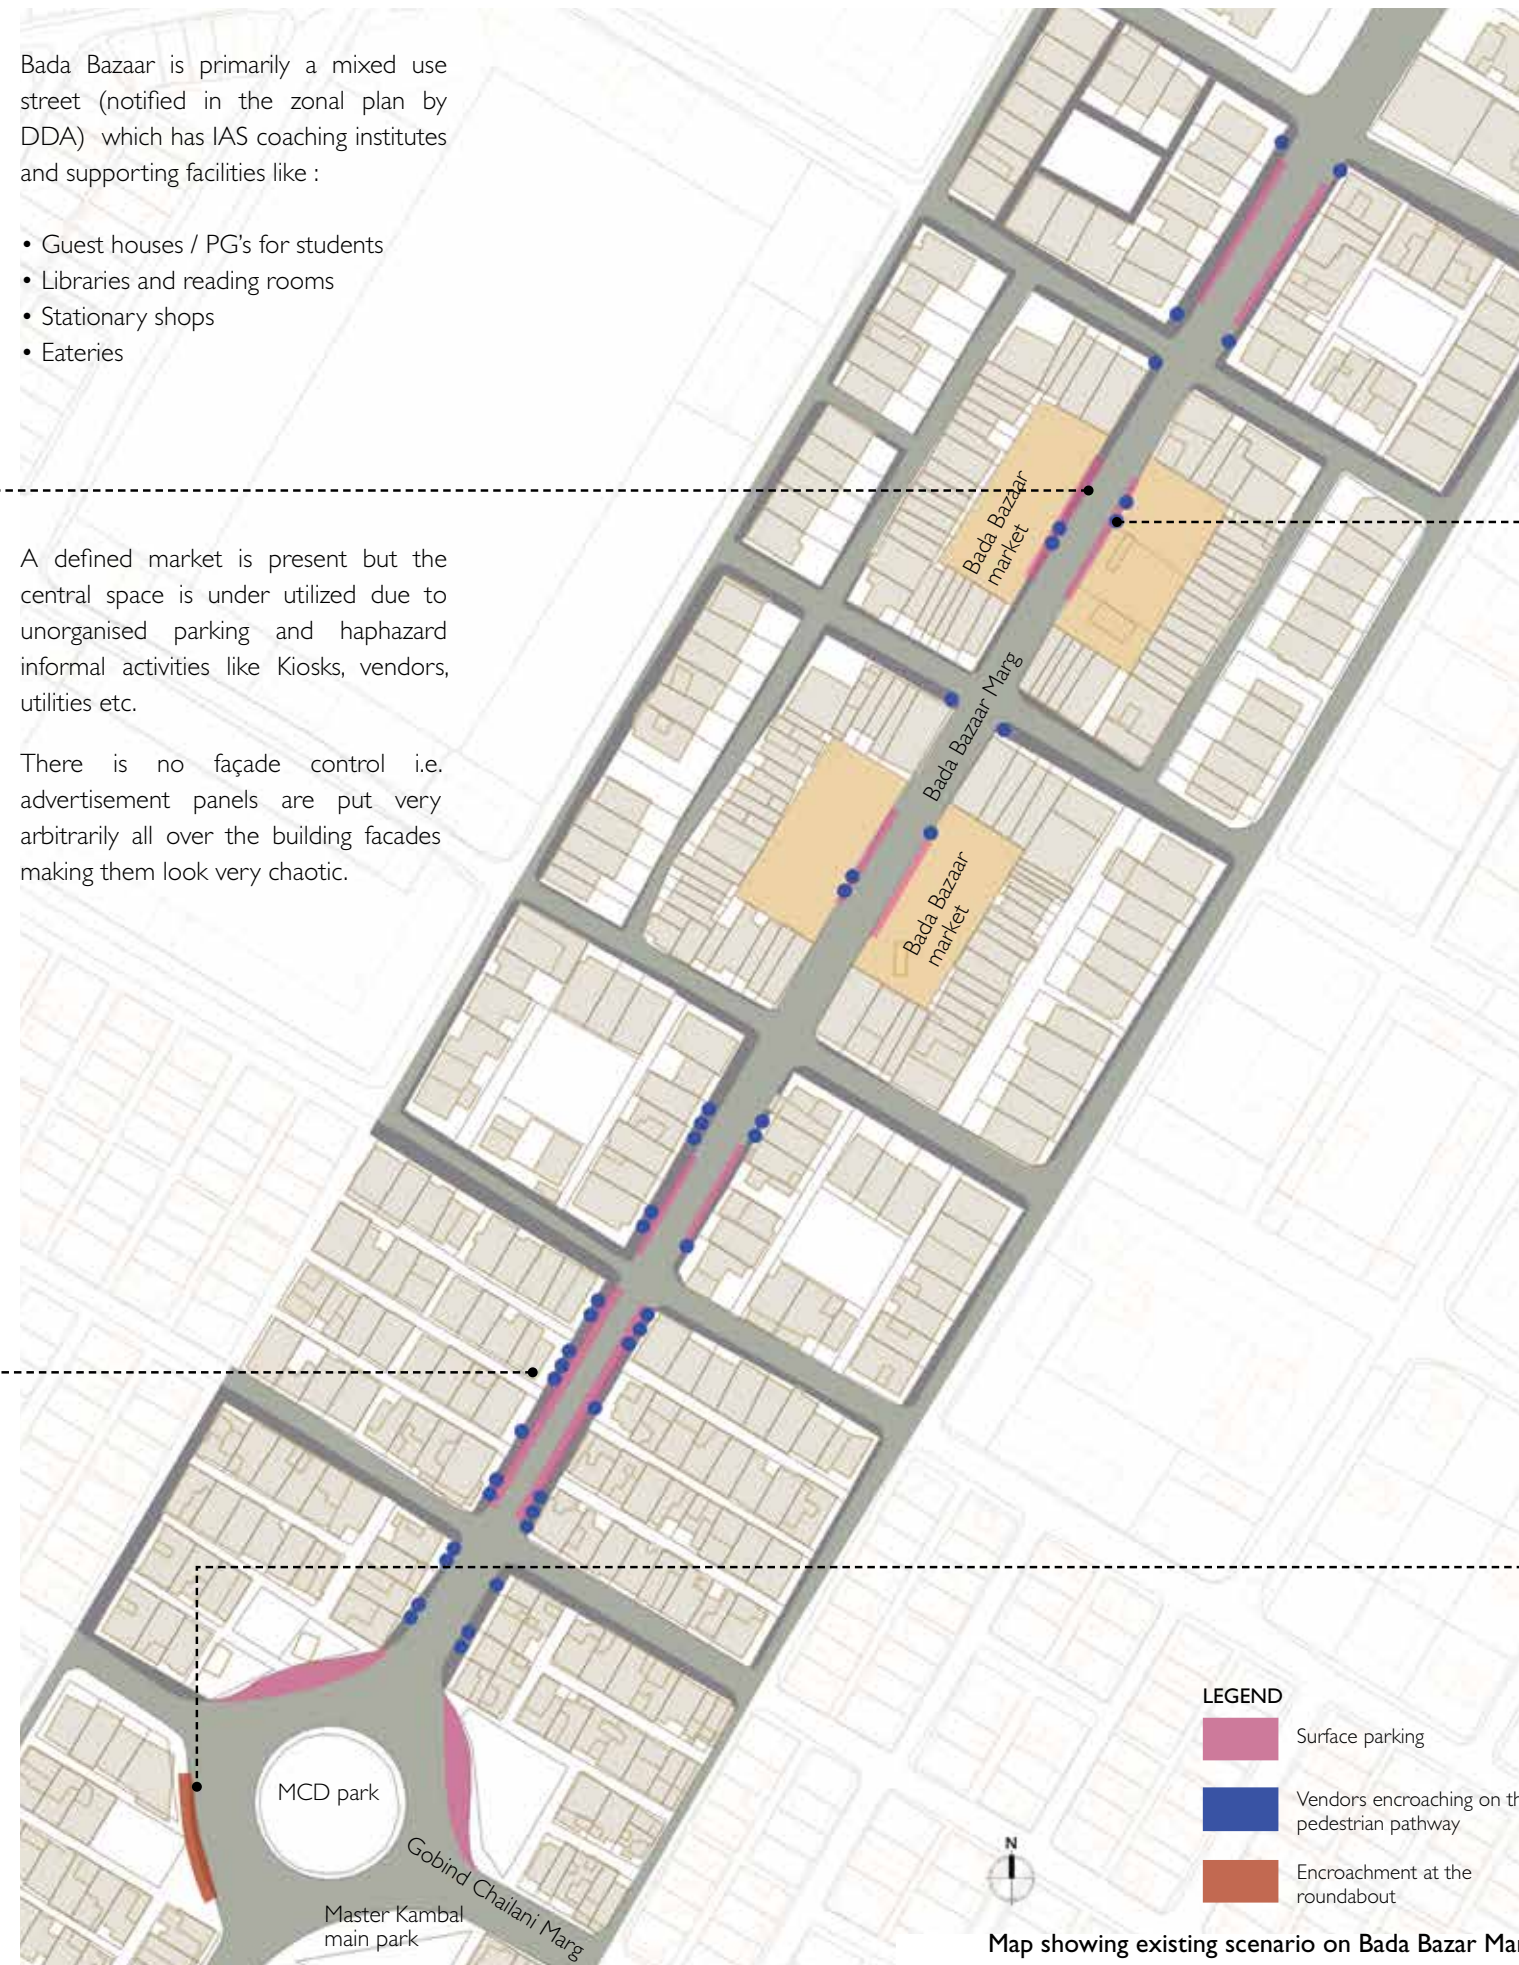 Bada Bazaar is primarily a mixed use
street (notified in the zonal plan by
DDA) which has IAS coaching institutes
and supporting facilities like :
• Guest houses / PG's for students
• Libraries and reading rooms
• Stationary shops
• Eateries
A defined market is present but the
central space is under utilized due to
unorganised parking and haphazard
informal activities like Kiosks, vendors,
utilities etc.
There is no façade control i.e.
advertisement panels are put very
arbitrarily all over the building facades
making them look very chaotic.
Bada Bazaar
market
Bada Bazaar Marg
Bada Bazaar
market
MCD park
Gobind Chailani Marg
Master Kambal
main park
LEGEND
Surface parking
Vendors encroaching on
pedestrian pathway
Encroachment at the
roundabout
N
Map showing existing scenario on Bada Bazar